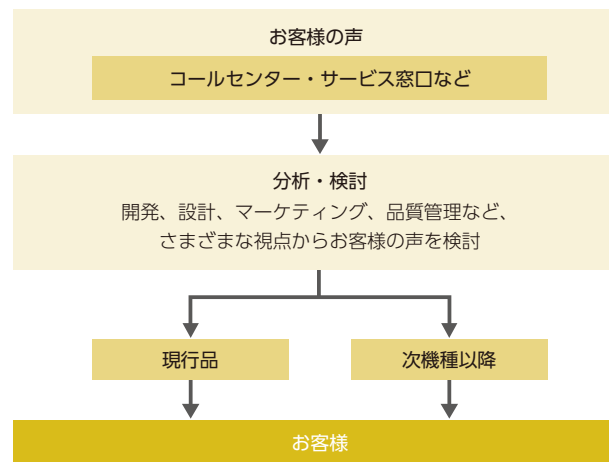 お客様の声
コールセンター・サービス窓口など
分析・検討
開発、設計、マーケティング、品質管理など、
さまざまな視点からお客様の声を検討
現行品
次機種以降
お客様